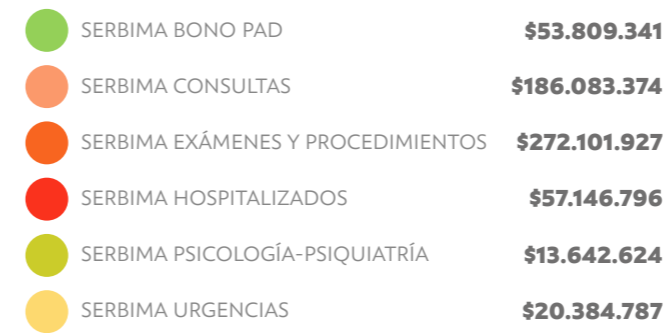 SERBIMA BONO PAD $53.809.341
SERBIMA CONSULTAS $186.083.374
SERBIMA EXÁMENES Y PROCEDIMIENTOS $272.101.927
SERBIMA HOSPITALIZADOS $57.146.796
SERBIMA PSICOLOGÍA-PSIQUIATRÍA $13.642.624
SERBIMA URGENCIAS $20.384.787